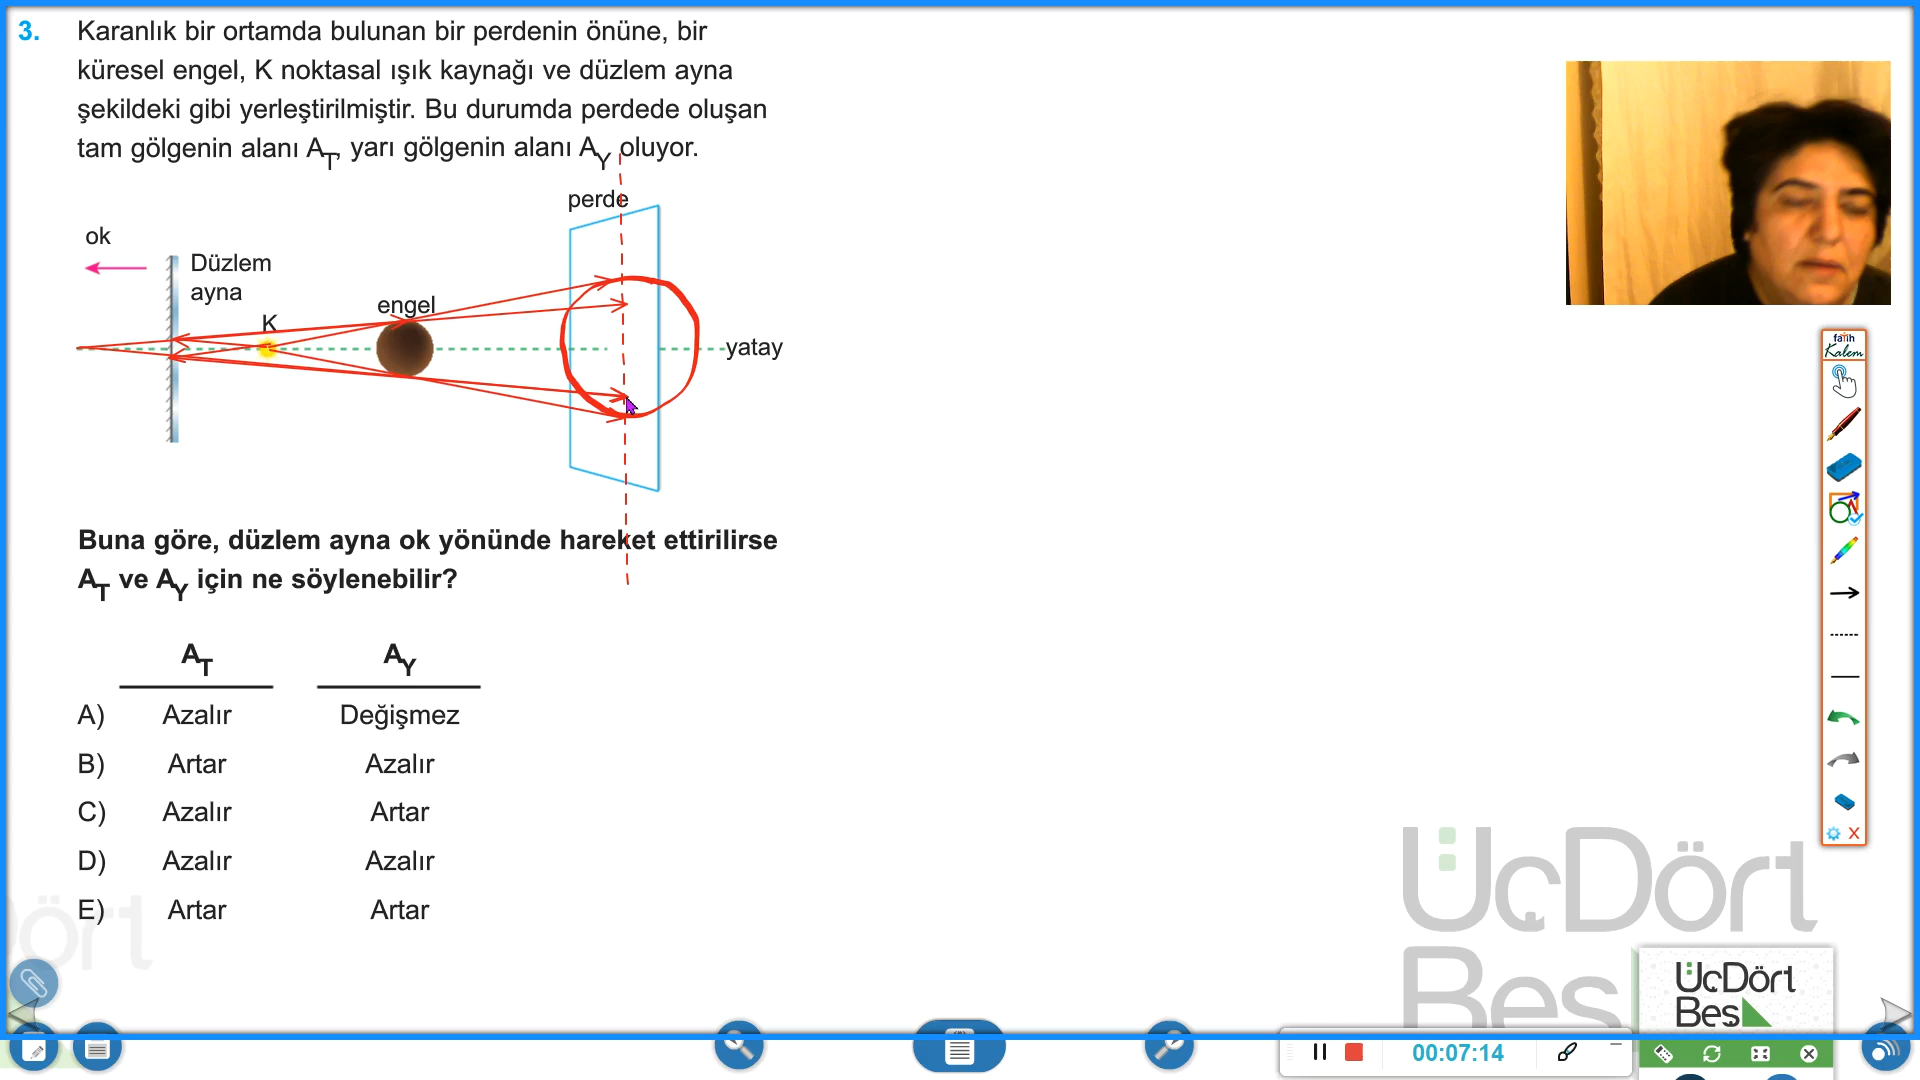 3. Karanlık bir ortamda bulunan bir perdenin önüne, bir
küresel engel, K noktasal ışık kaynağı ve düzlem ayna
şekildeki gibi yerleştirilmiştir. Bu durumda perdede oluşan
tam gölgenin alanı AT, yarı gölgenin alanı AY oluyor.
perde
ok
Düzlem
ayna
engel
K
yatay
Buna göre, düzlem ayna ok yönünde hareket ettirilirse
AT ve AY için ne söylenebilir?
AT AY
A) Azalır Değişmez
B) Artar Azalır
C) Azalır Artar
D) Azalır Azalır
E) Artar Artar
fatih
Kalem
X
ÜçDört
Beş
ört
ÜçDört
Beş
00:07:14